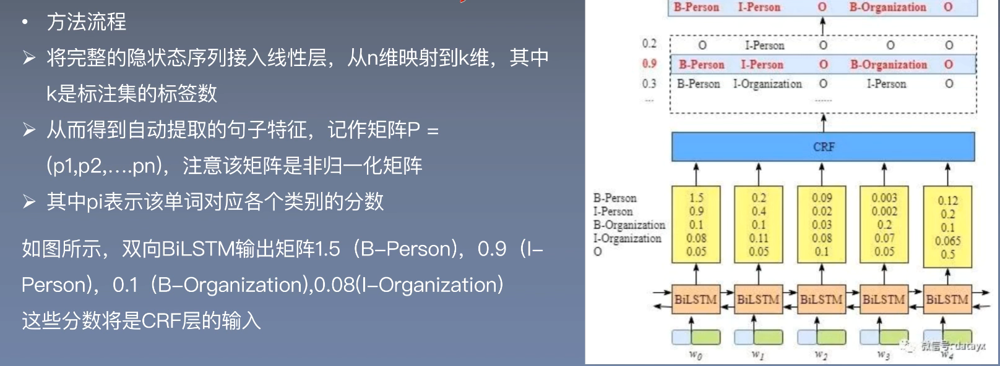 • 方法流程
➢ 将完整的隐状态序列接入线性层，从n维映射到k维，其中
k是标注集的标签数
➢ 从而得到自动提取的句子特征，记作矩阵P =
(p1,p2,….pn)，注意该矩阵是非归一化矩阵
➢ 其中pi表示该单词对应各个类别的分数
如图所示，双向BiLSTM输出矩阵1.5（B-Person），0.9（I-
Person），0.1（B-Organization),0.08(I-Organization）
这些分数将是CRF层的输入
B-Person I-Person O B-Organization O
0.2 O I-Person O O O
0.9 B-Person I-Person O B-Organization O
0.3 B-Person I-Organization O I-Person O
... ......
CRF
B-Person 1.5 0.2 0.09 0.003 0.12
I-Person 0.9 0.4 0.02 0.002 0.2
B-Organization 0.1 0.1 0.03 0.2 0.1
I-Organization 0.08 0.11 0.08 0.07 0.065
O 0.05 0.05 0.1 0.05 0.5
BiLSTM BiLSTM BiLSTM BiLSTM BiLSTM
微信号: datayx
w0 w1 w2 w3 w4